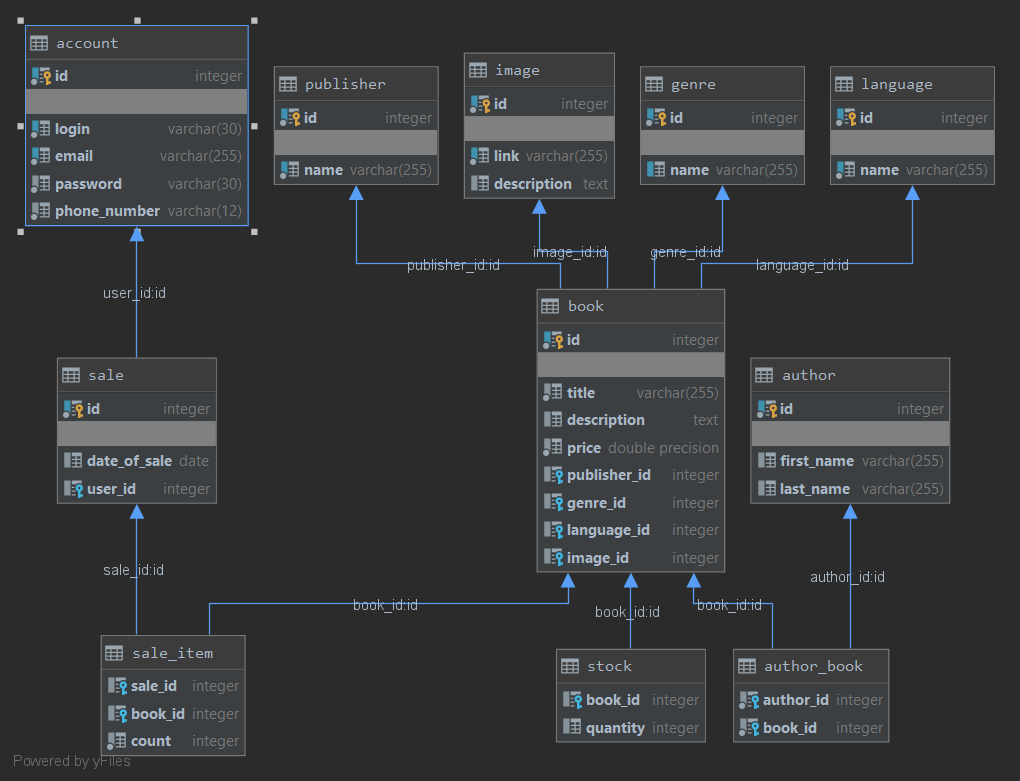 account
id integer
login varchar(30)
email varchar(255)
password varchar(30)
phone_number varchar(12)
publisher
id integer
name varchar(255)
image
id integer
link varchar(255)
description text
genre
id integer
name varchar(255)
language
id integer
name varchar(255)
publisher_id:id
image_id:id
genre_id:id
language_id:id
user_id:id
book
id integer
title varchar(255)
description text
price double precision
publisher_id integer
genre_id integer
language_id integer
image_id integer
sale
id integer
date_of_sale date
user_id integer
author
id integer
first_name varchar(255)
last_name varchar(255)
sale_id:id
book_id:id
book_id:id
book_id:id
author_id:id
sale_item
sale_id integer
book_id integer
count integer
stock
book_id integer
quantity integer
author_book
author_id integer
book_id integer
Powered by yFiles